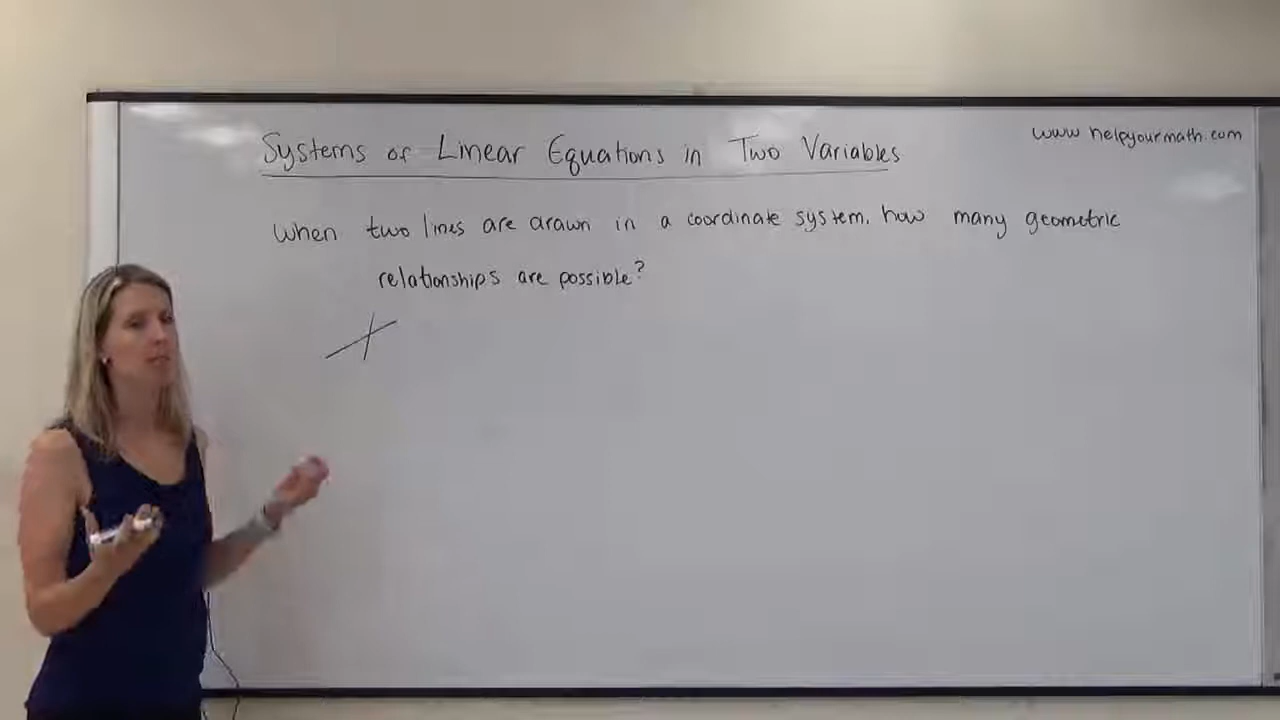 Systems of Linear Equations in Two Variables
www.helpyourmath.com
When two lines are drawn in a coordinate system, how many geometric
relationships are possible?